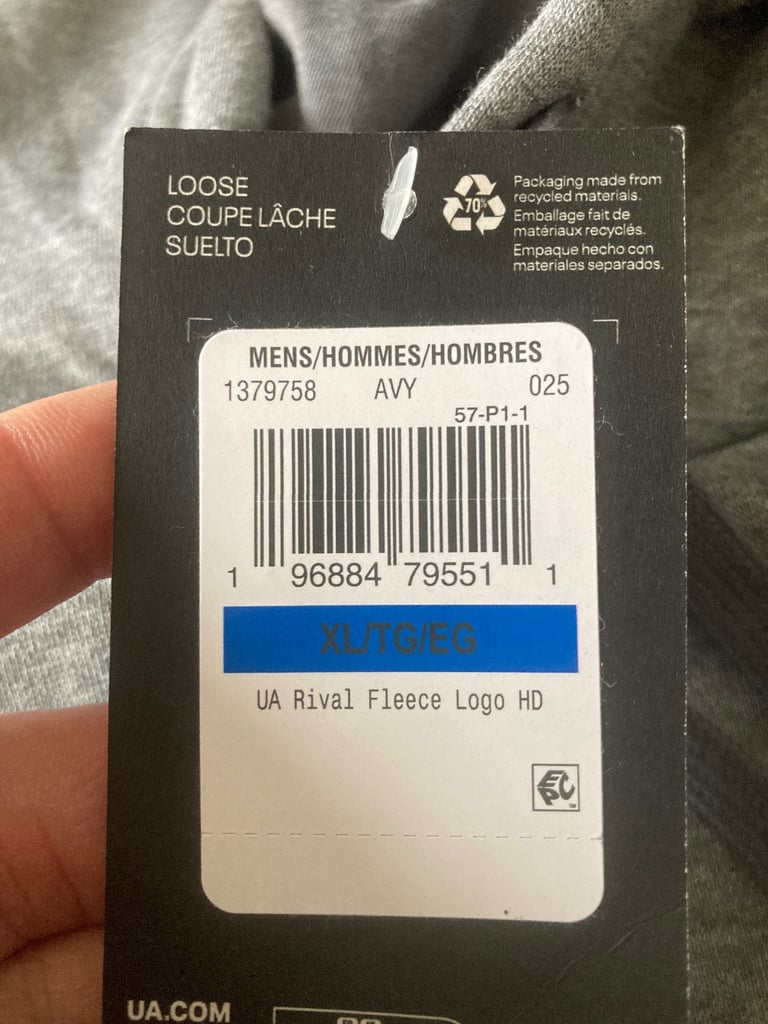 LOOSE
COUPE LÂCHE
SUELTO
70%
Packaging made from
recycled materials.
Emballage fait de
matériaux recyclés.
Empaque hecho con
materiales separados.
MENS/HOMMES/HOMBRES
1379758 AVY 025
57-P1-1
1 96884 79551 1
XL/TG/EG
UA Rival Fleece Logo HD
EPC™
UA.COM